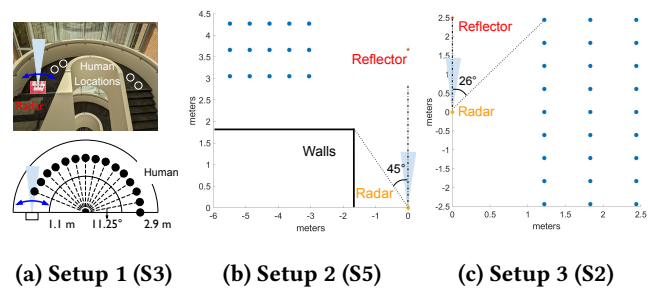 Human
Locations
Radar
Human
1.1 m
11.25°
2.9 m
(a) Setup 1 (S3)
meters
5
4.5
4
3.5
3
2.5
2
1.5
1
0.5
0
Reflector
Walls
45°
Radar
-6 -5 -4 -3 -2 -1 0
meters
(b) Setup 2 (S5)
meters
2.5
2
1.5
1
0.5
0
-0.5
-1
-1.5
-2
-2.5
Reflector
26°
Radar
0 0.5 1 1.5 2 2.5
meters
(c) Setup 3 (S2)